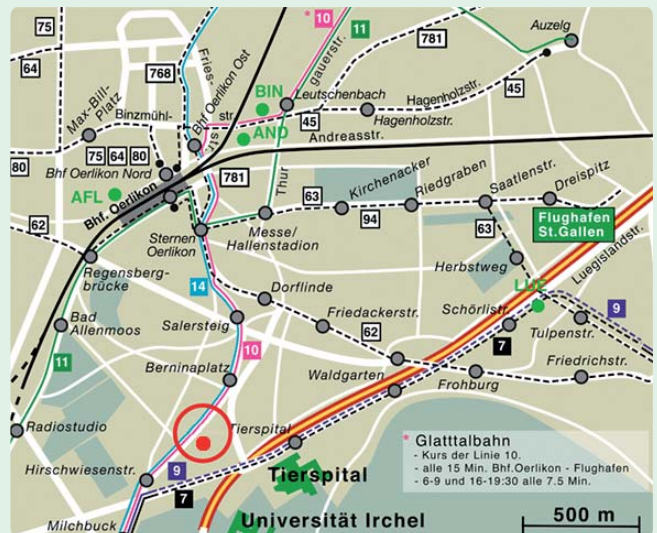 75
64
Max-Bill-
Platz
Binzmühl-
str.
768
Fries-
str.
Bhf Oerlikon Ost
* 10
11
gauerstr.
BIN
AND
Leutschenbach
45
Hagenholzstr.
Hagenholzstr.
45
781
Auzelg
Andreasstr.
80
75 64 80
Bhf Oerlikon Nord
AFL
Bhf. Oerlikon
781
Thur
62
Sternen
Oerlikon
Messe/
Hallenstadion
63
Kirchenacker
94
Riedgraben
Saatlenstr.
Dreispitz
63
Flughafen
St.Gallen
Regensberg-
brücke
14
Dorflinde
Herbstweg
Luegislandstr.
LUE
Bad
Allenmoos
Salersteig
Friedackerstr.
62
Schörlistr.
7
Tulpenstr.
9
11
10
Berninaplatz
Waldgarten
Frohburg
Friedrichstr.
Radiostudio
Tierspital
Hirschwiesenstr.
9
7
Milchbuck
Tierspital
Universität Irchel
* Glatttalbahn
- Kurs der Linie 10.
- alle 15 Min. Bhf.Oerlikon - Flughafen
- 6-9 und 16-19:30 alle 7.5 Min.
500 m